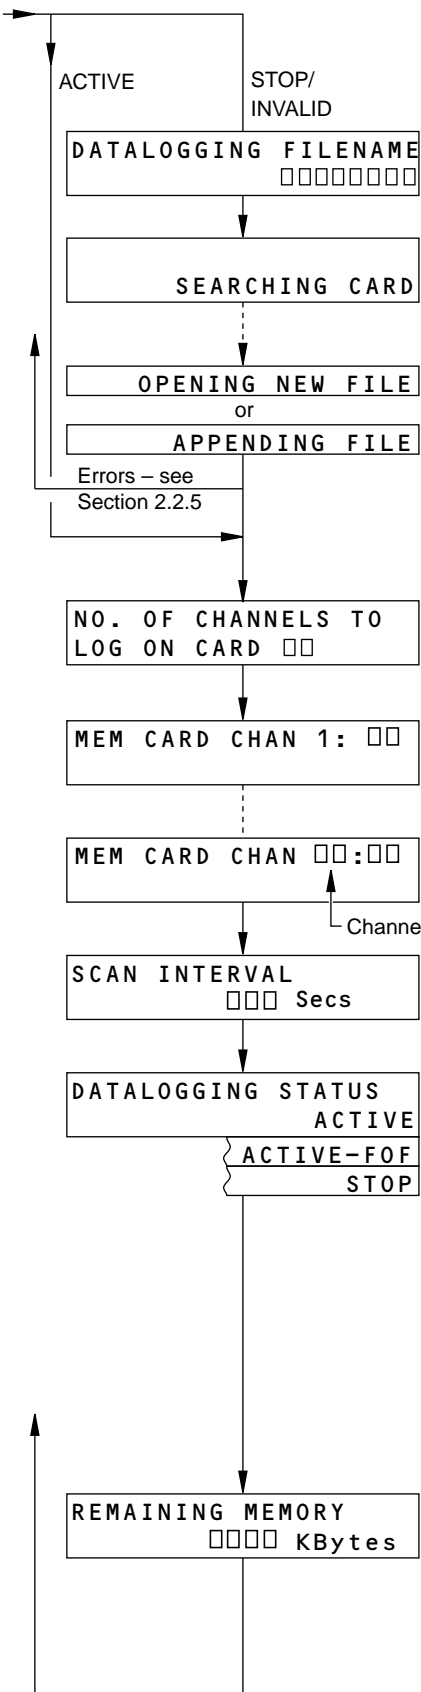 ACTIVE
STOP/
INVALID
DATALOGGING FILENAME
SEARCHING CARD
OPENING NEW FILE
or
APPENDING FILE
Errors – see
Section 2.2.5
NO. OF CHANNELS TO
LOG ON CARD
MEM CARD CHAN 1:
MEM CARD CHAN :
Channe
SCAN INTERVAL
Secs
DATALOGGING STATUS
ACTIVE
ACTIVE–FOF
STOP
REMAINING MEMORY
KBytes